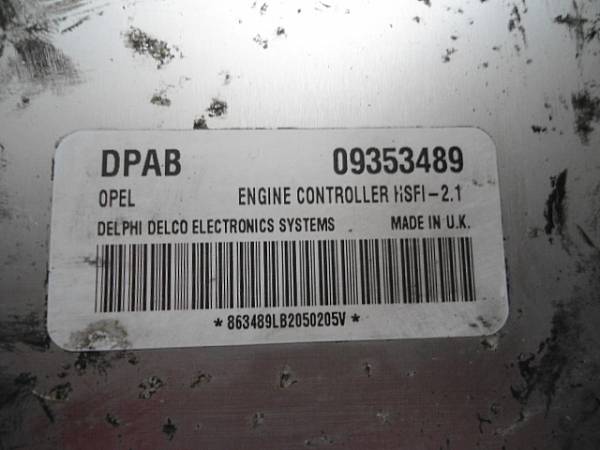 DPAB 09353489
OPEL ENGINE CONTROLLER HSFI-2.1
DELPHI DELCO ELECTRONICS SYSTEMS MADE IN U.K.
*863489LB2050205V*